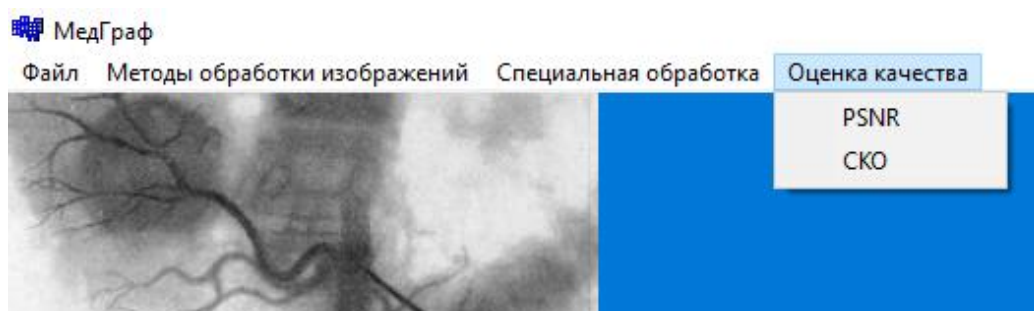 МедГраф
Файл Методы обработки изображений Специальная обработка Оценка качества
PSNR
СКО